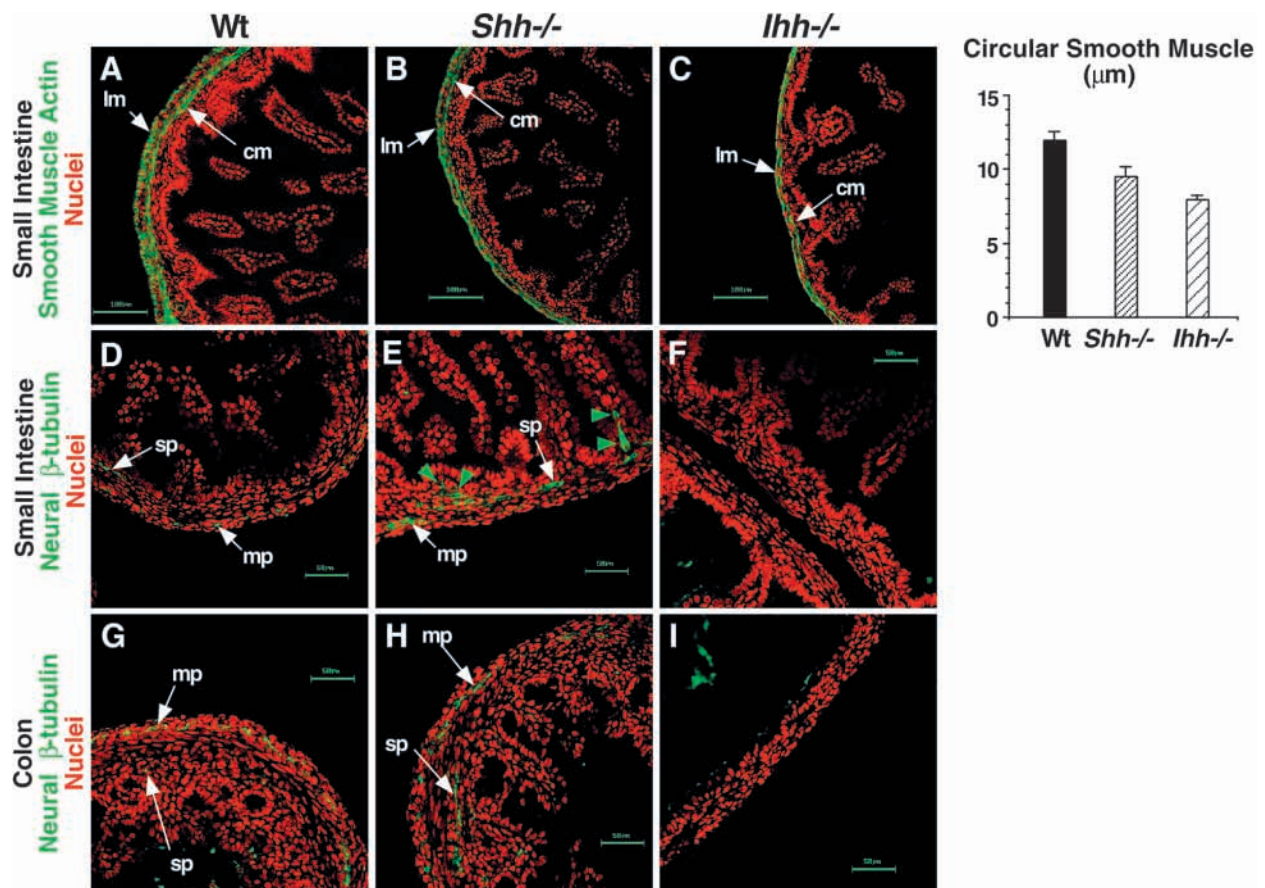 Wt
Shh-/-
Ihh-/-
Small Intestine
Smooth Muscle Actin
Nuclei
A
lm
cm
B
cm
lm
C
lm
cm
Circular Smooth Muscle
(μm)
15
10
5
0
Wt
Shh-/-
Ihh-/-
Small Intestine
Neural β-tubulin
Nuclei
D
sp
mp
E
sp
mp
F
Colon
Neural β-tubulin
Nuclei
G
mp
sp
H
mp
sp
I